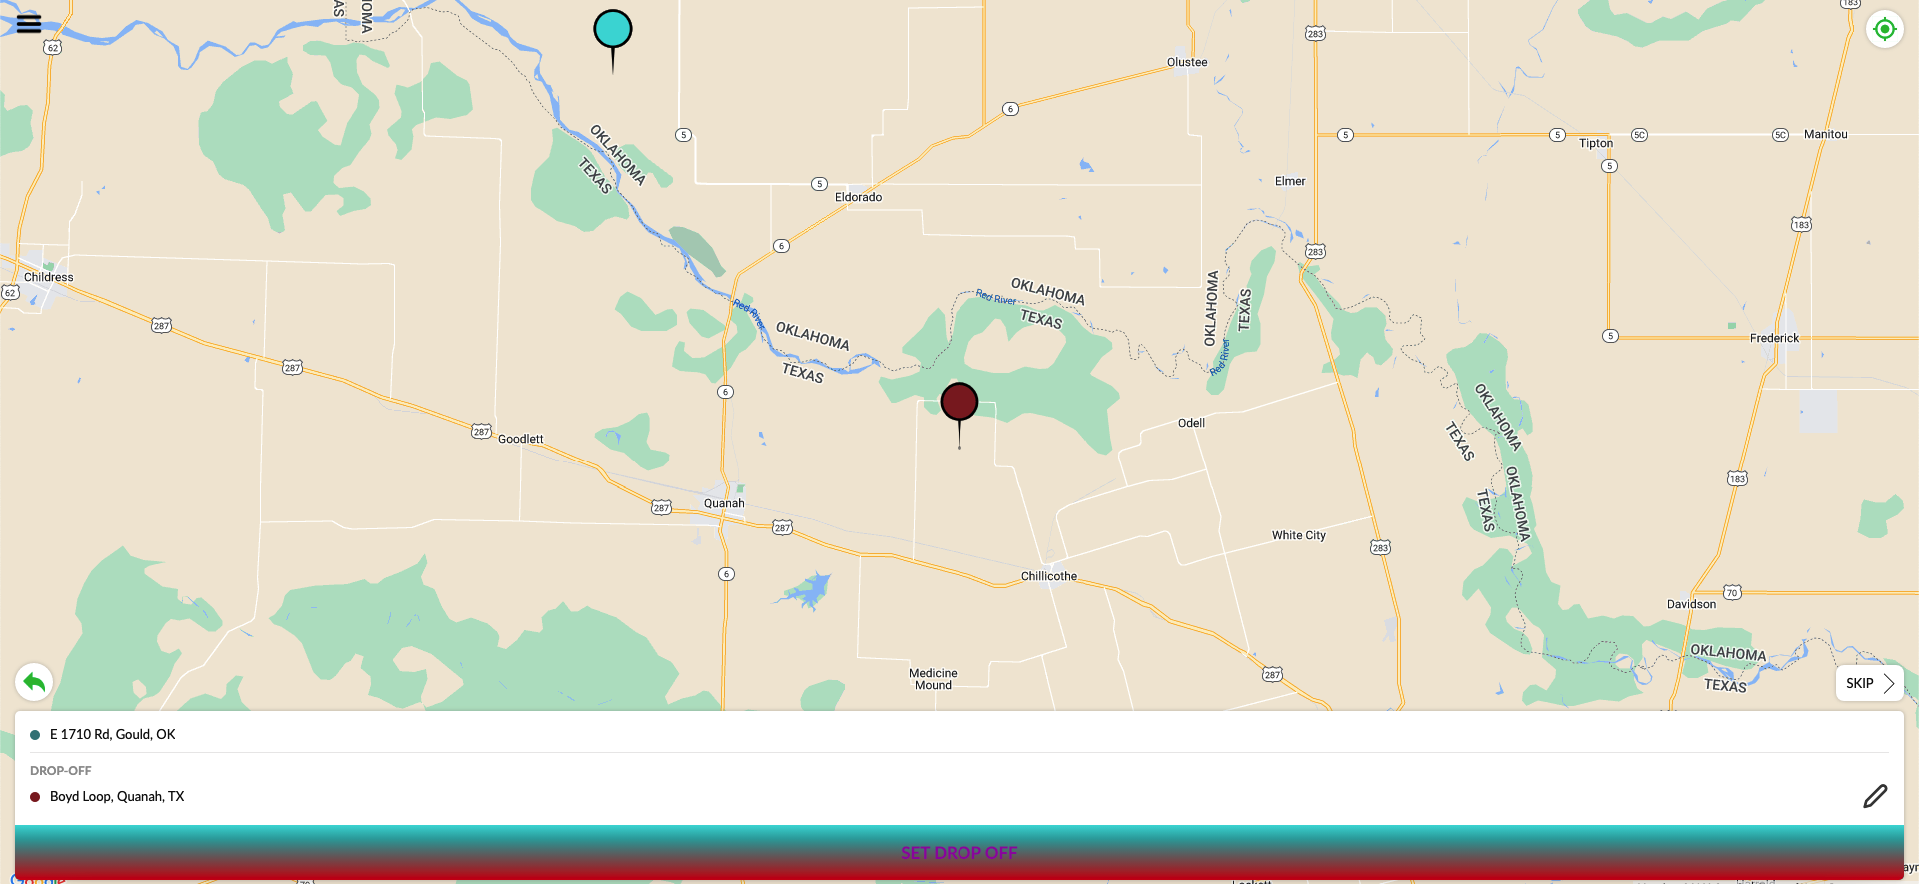 62
OKLAHOMA
183
283
Olustee
6
OKLAHOMA
TEXAS
5
5
5
5C
5C
Manitou
Tipton
5
5
Eldorado
Elmer
183
6
283
Childress
62
OKLAHOMA
TEXAS
Red River
Red River
OKLAHOMA
TEXAS
Red River
OKLAHOMA
TEXAS
287
287
5
Frederick
6
287
Goodlett
Odell
OKLAHOMA
TEXAS
OKLAHOMA
TEXAS
183
Quanah
287
287
White City
283
6
Chillicothe
70
Davidson
Medicine
Mound
287
OKLAHOMA
TEXAS
SKIP
E 1710 Rd, Gould, OK
DROP-OFF
Boyd Loop, Quanah, TX
SET DROP OFF